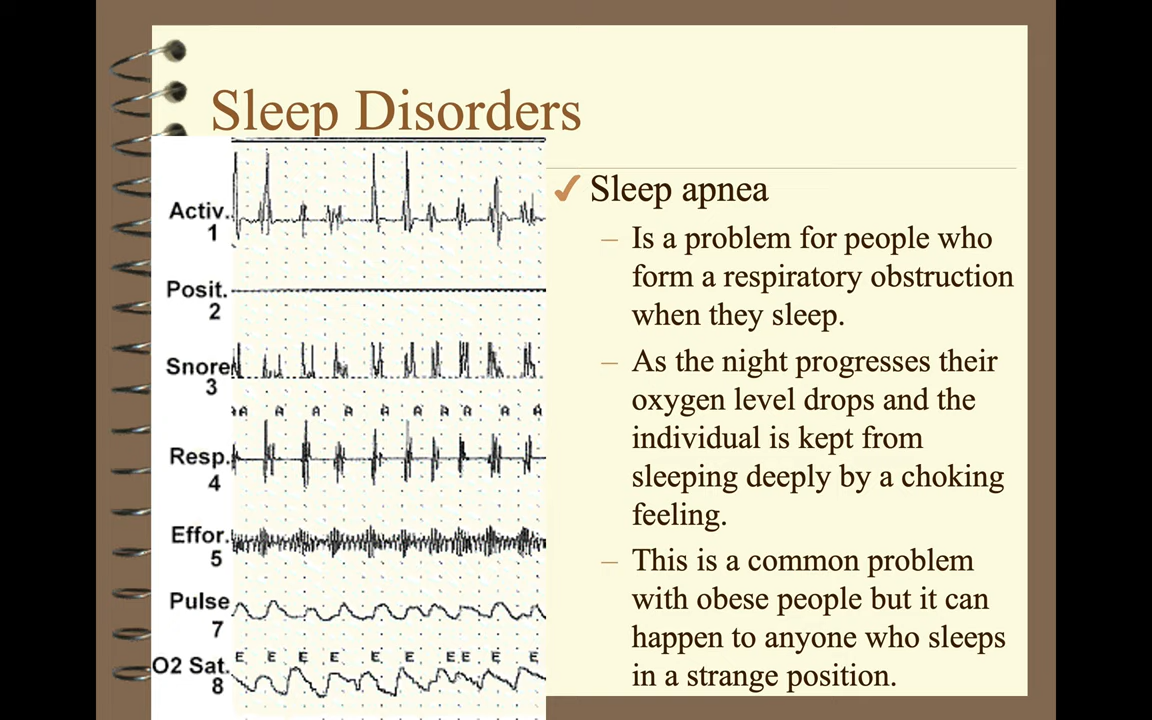 Sleep Disorders
Activ.
1
Posit.
2
Snore
3
AA A A A A A A A A A
Resp.
4
Effor.
5
Pulse
7
E E E E E E E E E E
O2 Sat.
8
✓ Sleep apnea
– Is a problem for people who
form a respiratory obstruction
when they sleep.
– As the night progresses their
oxygen level drops and the
individual is kept from
sleeping deeply by a choking
feeling.
– This is a common problem
with obese people but it can
happen to anyone who sleeps
in a strange position.